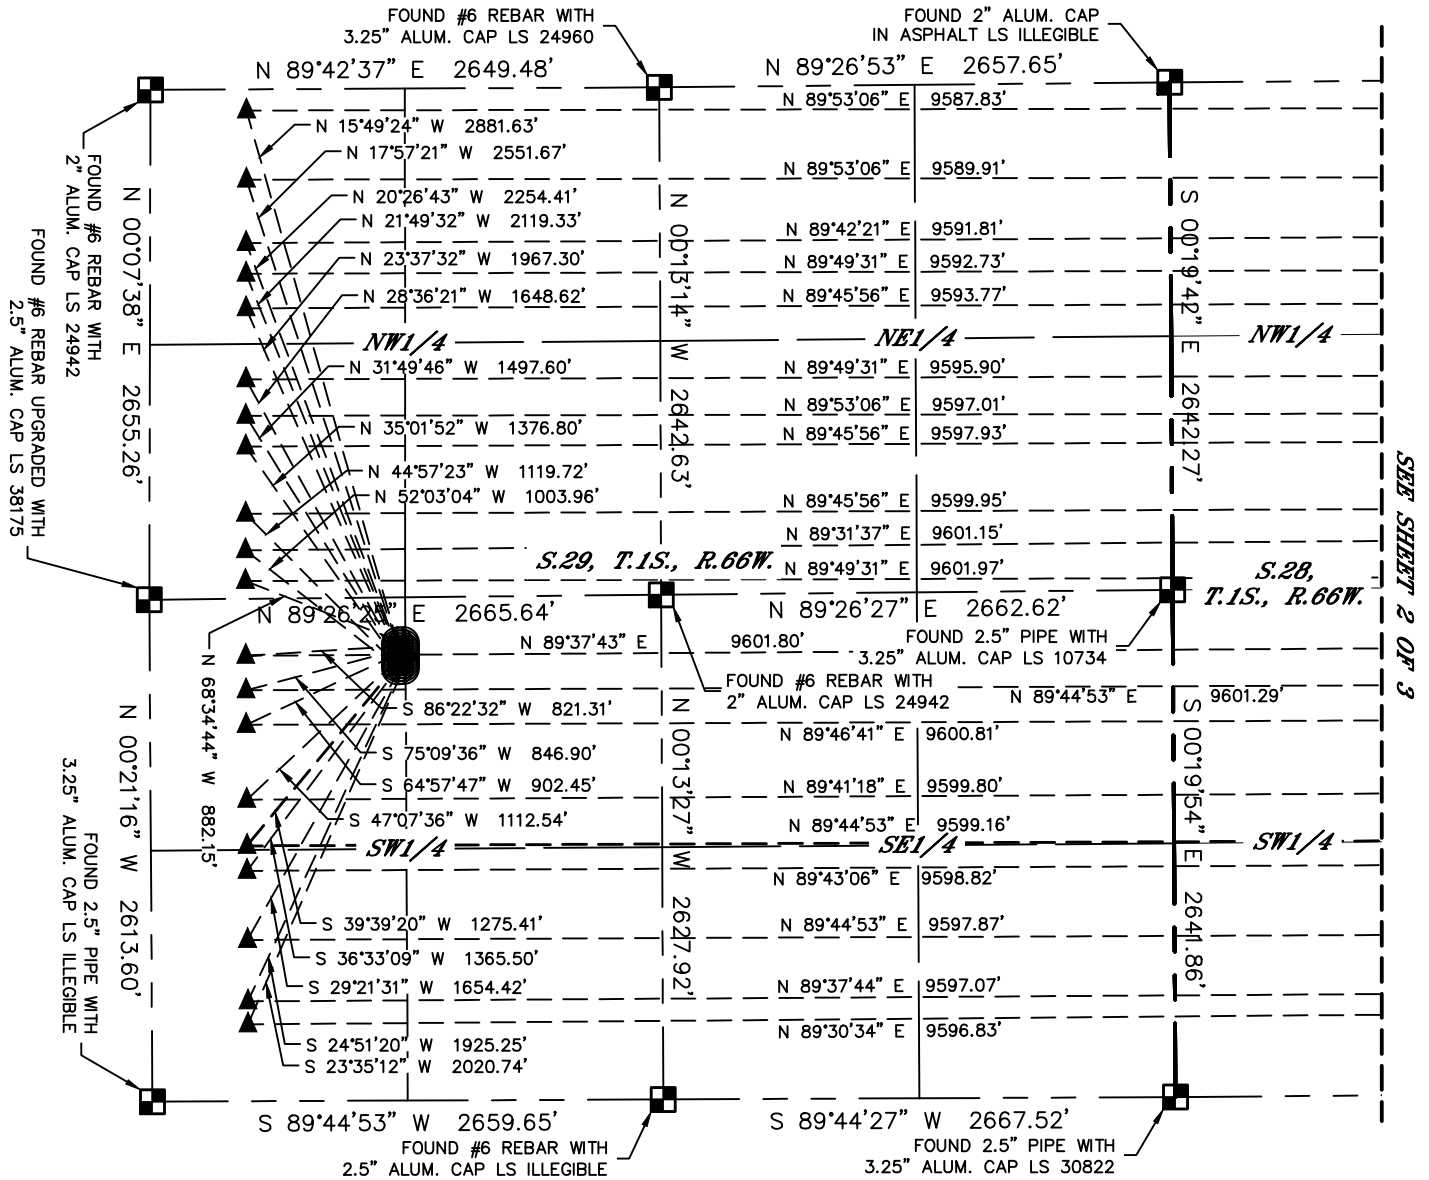 FOUND #6 REBAR WITH
3.25” ALUM. CAP LS 24960
FOUND 2” ALUM. CAP
IN ASPHALT LS ILLEGIBLE
N 89°42’37” E 2649.48’
N 89°26’53” E 2657.65’
N 89°53’06” E 9587.83’
N 15°49’24” W 2881.63’
N 17°57’21” W 2551.67’
N 89°53’06” E 9589.91’
N 20°26’43” W 2254.41’
N 21°49’32” W 2119.33’
N 89°42’21” E 9591.81’
N 23°37’32” W 1967.30’
N 89°49’31” E 9592.73’
N 28°36’21” W 1648.62’
N 89°45’56” E 9593.77’
NW1/4
NE1/4
NW1/4
N 31°49’46” W 1497.60’
N 89°49’31” E 9595.90’
N 89°53’06” E 9597.01’
N 35°01’52” W 1376.80’
N 89°45’56” E 9597.93’
N 44°57’23” W 1119.72’
N 52°03’04” W 1003.96’
N 89°45’56” E 9599.95’
N 89°31’37” E 9601.15’
S.29, T.1S., R.66W.
N 89°49’31” E 9601.97’
S.28,
T.1S., R.66W.
E 2665.64’
N 89°26’27” E 2662.62’
N 89°37’43” E 9601.80’
FOUND 2.5” PIPE WITH
3.25” ALUM. CAP LS 10734
FOUND #6 REBAR WITH
2” ALUM. CAP LS 24942
N 89°44’53” E 9601.29’
S 86°22’32” W 821.31’
N 89°46’41” E 9600.81’
S 75°09’36” W 846.90’
S 64°57’47” W 902.45’
N 89°41’18” E 9599.80’
S 47°07’36” W 1112.54’
N 89°44’53” E 9599.16’
SW1/4
SE1/4
SW1/4
N 89°43’06” E 9598.82’
S 39°39’20” W 1275.41’
N 89°44’53” E 9597.87’
S 36°33’09” W 1365.50’
S 29°21’31” W 1654.42’
N 89°37’44” E 9597.07’
S 24°51’20” W 1925.25’
N 89°30’34” E 9596.83’
S 23°35’12” W 2020.74’
S 89°44’53” W 2659.65’
S 89°44’27” W 2667.52’
FOUND #6 REBAR WITH
2.5” ALUM. CAP LS ILLEGIBLE
FOUND 2.5” PIPE WITH
3.25” ALUM. CAP LS 30822
FOUND #6 REBAR WITH
2” ALUM. CAP LS 24942
FOUND #6 REBAR UPGRADED WITH
2.5” ALUM. CAP LS 38175
FOUND 2.5” PIPE WITH
3.25” ALUM. CAP LS ILLEGIBLE
N 00°07’38” E 2655.26’
N 00°21’16” W 2613.60’
N 68°34’44” W 882.15’
N 00°13’14” W 2642.63’
N 00°13’27” W 2627.92’
S 00°19’42” E 2642.27’
S 00°19’54” E 2641.86’
SEE SHEET 2 OF 3